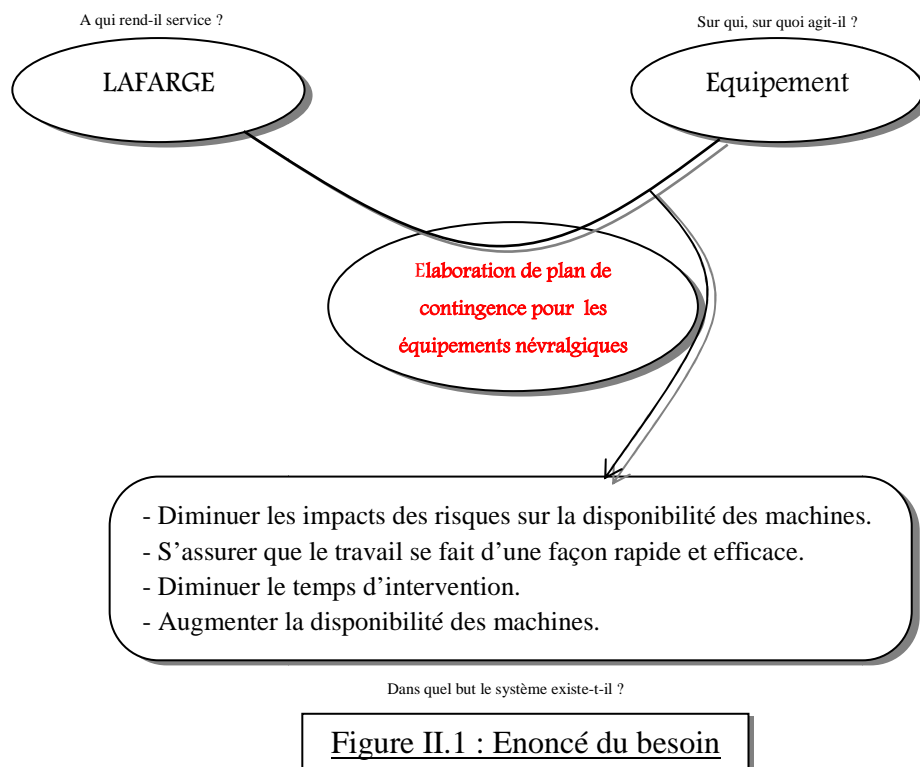 A qui rend-il service ?
Sur qui, sur quoi agit-il ?
LAFARGE
Equipement
Elaboration de plan de
contingence pour les
équipements névralgiques
- Diminuer les impacts des risques sur la disponibilité des machines.
- S’assurer que le travail se fait d’une façon rapide et efficace.
- Diminuer le temps d’intervention.
- Augmenter la disponibilité des machines.
Dans quel but le système existe-t-il ?
Figure II.1 : Enoncé du besoin